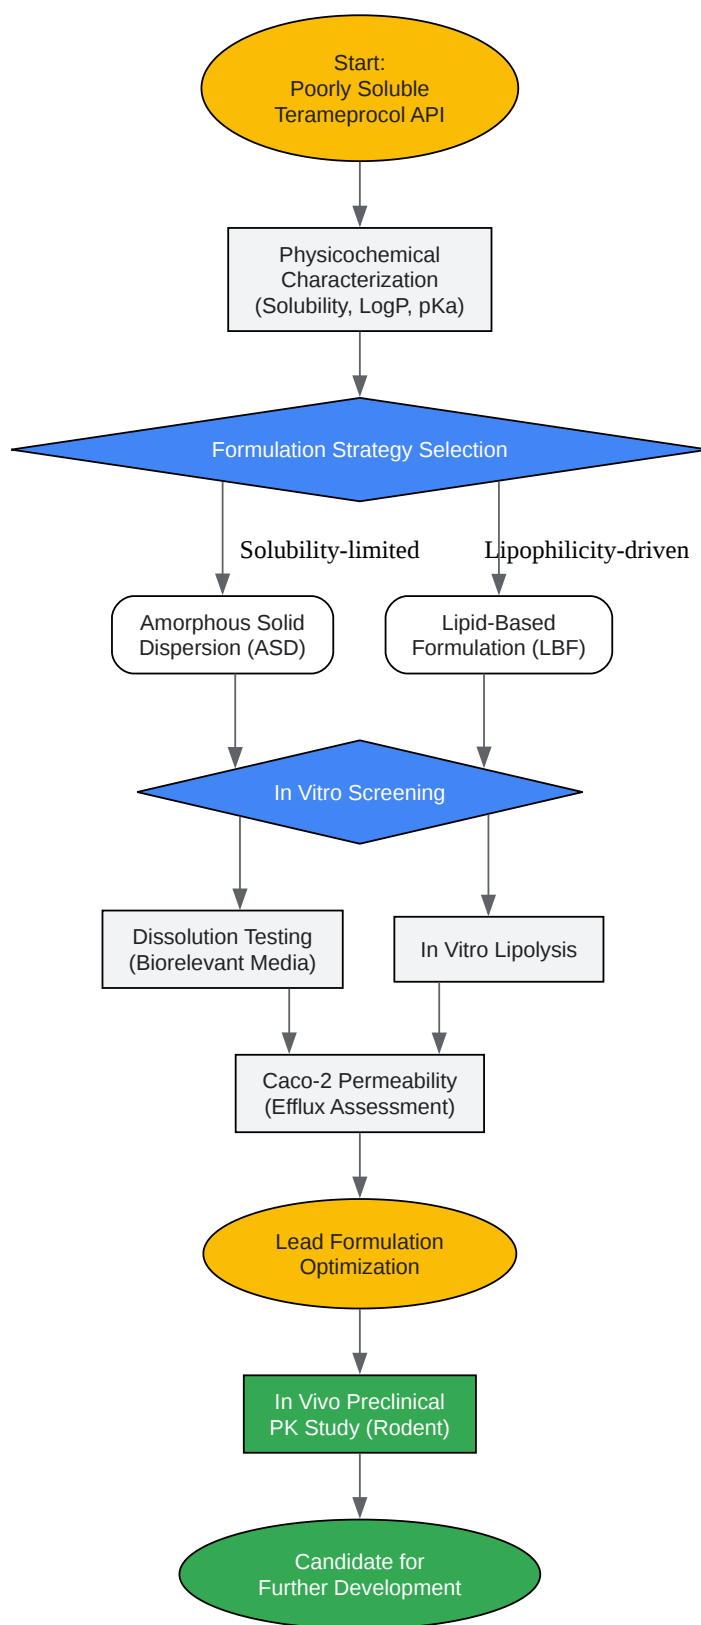 Start:
Poorly Soluble
Terameprocol API
Physicochemical
Characterization
(Solubility, LogP, pKa)
Formulation Strategy Selection
Solubility-limited
Lipophilicity-driven
Amorphous Solid
Dispersion (ASD)
Lipid-Based
Formulation (LBF)
In Vitro Screening
Dissolution Testing
(Biorelevant Media)
In Vitro Lipolysis
Caco-2 Permeability
(Efflux Assessment)
Lead Formulation
Optimization
In Vivo Preclinical
PK Study (Rodent)
Candidate for
Further Development